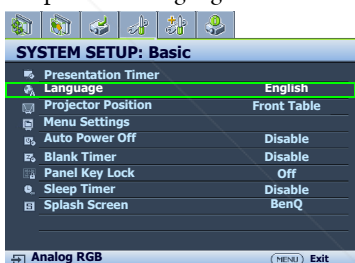 SYSTEM SETUP: Basic
Presentation Timer
Language English
Projector Position Front Table
Menu Settings
Auto Power Off Disable
Blank Timer Disable
Panel Key Lock Off
Sleep Timer Disable
Splash Screen BenQ
Analog RGB MENU Exit